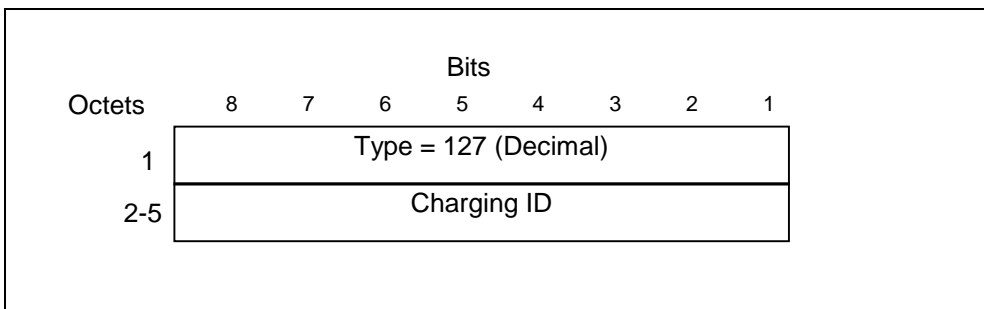 Bits
Octets 8 7 6 5 4 3 2 1
1 Type = 127 (Decimal)
2-5 Charging ID